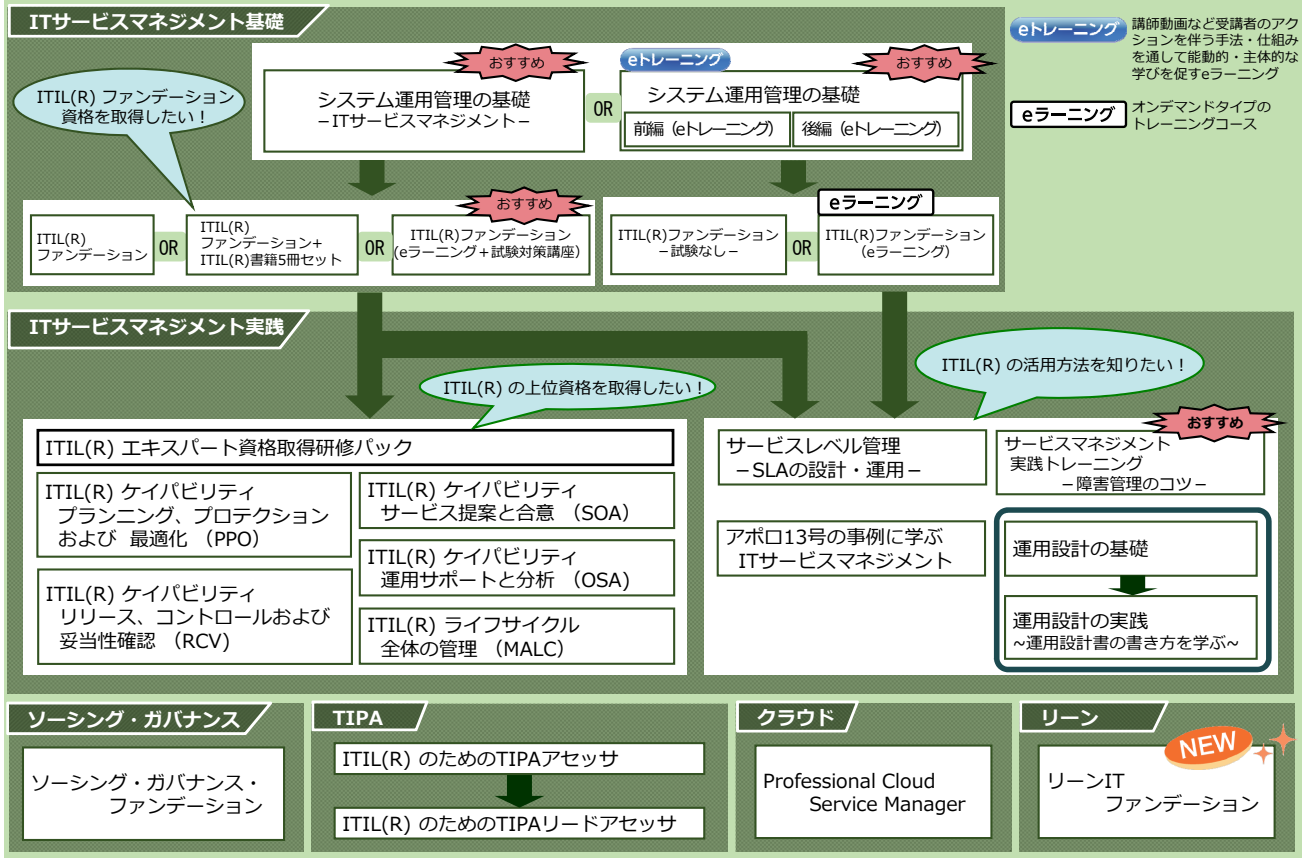 ITサービスマネジメント基礎
eトレーニング
講師動画など受講者のアク
ションを伴う手法・仕組み
を通して能動的・主体的な
学びを促すeラーニング
eラーニング
オンデマンドタイプの
トレーニングコース
ITIL(R) ファンデーション
資格を取得したい！
おすすめ
システム運用管理の基礎
－ITサービスマネジメント－
OR
eトレーニング
おすすめ
システム運用管理の基礎
前編（eトレーニング）
後編（eトレーニング）
ITIL(R)
ファンデーション
OR
ITIL(R)
ファンデーション＋
ITIL(R)書籍5冊セット
OR
おすすめ
ITIL(R)ファンデーション
(eラーニング＋試験対策講座）
ITIL(R)ファンデーション
－試験なし－
OR
eラーニング
ITIL(R)ファンデーション
（eラーニング）
ITサービスマネジメント実践
ITIL(R) の上位資格を取得したい！
ITIL(R) の活用方法を知りたい！
ITIL(R) エキスパート資格取得研修パック
ITIL(R) ケイパビリティ
プランニング、プロテクション
および 最適化 （PPO）
ITIL(R) ケイパビリティ
サービス提案と合意 （SOA）
ITIL(R) ケイパビリティ
運用サポートと分析 （OSA)
ITIL(R) ケイパビリティ
リリース、コントロールおよび
妥当性確認 （RCV)
ITIL(R) ライフサイクル
全体の管理 （MALC）
サービスレベル管理
－SLAの設計・運用－
おすすめ
サービスマネジメント
実践トレーニング
－障害管理のコツ－
アポロ13号の事例に学ぶ
ITサービスマネジメント
運用設計の基礎
運用設計の実践
~運用設計書の書き方を学ぶ~
ソーシング・ガバナンス
ソーシング・ガバナンス・
ファンデーション
TIPA
ITIL(R) のためのTIPAアセッサ
ITIL(R) のためのTIPAリードアセッサ
クラウド
Professional Cloud
Service Manager
リーン
NEW
リーンIT
ファンデーション